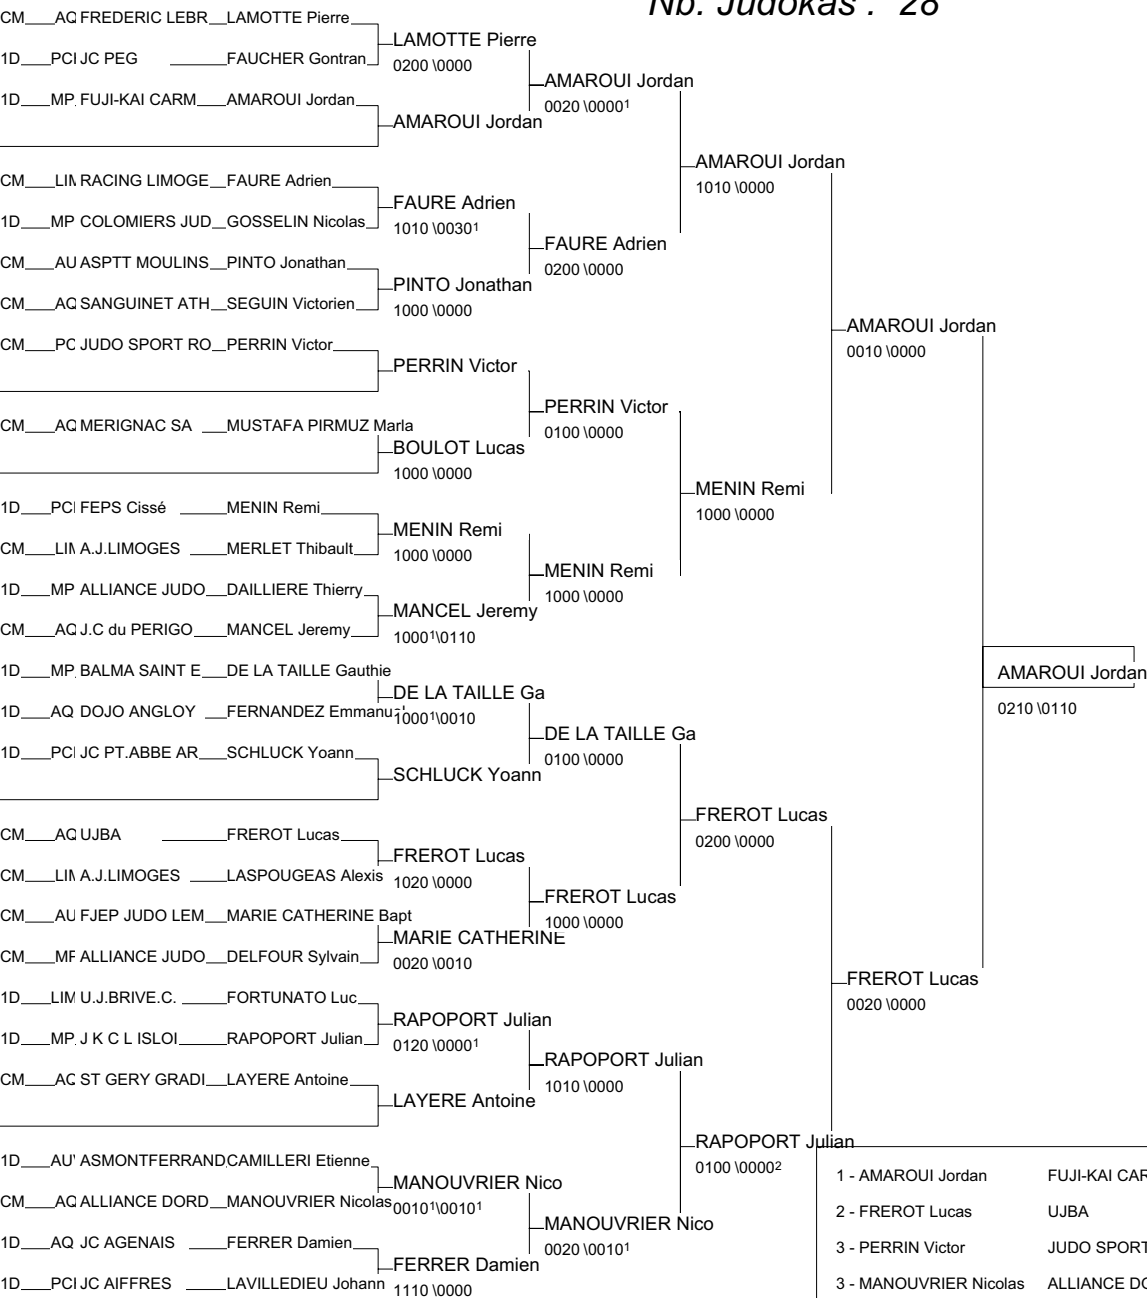 Nb. Judokas : 28
CM AQ FREDERIC LEBR LAMOTTE Pierre
LAMOTTE Pierre
0200 \0000
1D PCI JC PEG FAUCHER Gontran
AMAROUI Jordan
0020 \0000¹
1D MP FUJI-KAI CARM AMAROUI Jordan
AMAROUI Jordan
AMAROUI Jordan
1010 \0000
CM LIM RACING LIMOGE FAURE Adrien
FAURE Adrien
1010 \0030¹
1D MP COLOMIERS JUD GOSSELIN Nicolas
FAURE Adrien
0200 \0000
CM AU ASPTT MOULINS PINTO Jonathan
PINTO Jonathan
1000 \0000
CM AQ SANGUINET ATH SEGUIN Victorien
AMAROUI Jordan
0010 \0000
CM PC JUDO SPORT RO PERRIN Victor
PERRIN Victor
PERRIN Victor
0100 \0000
CM AQ MERIGNAC SA MUSTAFA PIRMUZ Marla
BOULOT Lucas
1000 \0000
MENIN Remi
1000 \0000
1D PCI FEPS Cissé MENIN Remi
MENIN Remi
1000 \0000
CM LIM A.J.LIMOGES MERLET Thibault
MENIN Remi
1000 \0000
1D MP ALLIANCE JUDO DAILLIERE Thierry
MANCEL Jeremy
1000¹\0110
CM AQ J.C du PERIGO MANCEL Jeremy
AMAROUI Jordan
0210 \0110
1D MP BALMA SAINT E DE LA TAILLE Gauthie
DE LA TAILLE Ga
1000¹\0010
1D AQ DOJO ANGLOY FERNANDEZ Emmanuel
DE LA TAILLE Ga
0100 \0000
1D PCI JC PT.ABBE AR SCHLUCK Yoann
SCHLUCK Yoann
FREROT Lucas
0200 \0000
CM AQ UJBA FREROT Lucas
FREROT Lucas
1020 \0000
CM LIM A.J.LIMOGES LASPOUGEAS Alexis
FREROT Lucas
1000 \0000
CM AU FJEP JUDO LEM MARIE CATHERINE Bapt
MARIE CATHERINE
0020 \0010
CM MP ALLIANCE JUDO DELFOUR Sylvain
FREROT Lucas
0020 \0000
1D LIM U.J.BRIVE.C. FORTUNATO Luc
RAPOPORT Julian
0120 \0000¹
1D MP J K C L ISLOI RAPOPORT Julian
RAPOPORT Julian
1010 \0000
CM AQ ST GERY GRADI LAYERE Antoine
LAYERE Antoine
RAPOPORT Julian
0100 \0000²
1D AU ASMONTFERRAND CAMILLERI Etienne
MANOUVRIER Nico
0010¹\0010¹
CM AQ ALLIANCE DORD MANOUVRIER Nicolas
MANOUVRIER Nico
0020 \0010¹
1D AQ JC AGENAIS FERRER Damien
FERRER Damien
1110 \0000
1D PCI JC AIFFRES LAVILLEDIEU Johann
1 - AMAROUI Jordan FUJI-KAI CAR
2 - FREROT Lucas UJBA
3 - PERRIN Victor JUDO SPORT
3 - MANOUVRIER Nicolas ALLIANCE DO